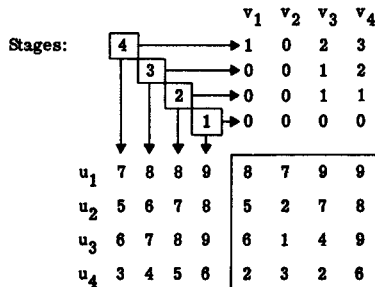 v1 v2 v3 v4
Stages: 4 1 0 2 3
3 0 0 1 2
2 0 0 1 1
1 0 0 0 0
u1 7 8 8 9 8 7 9 9
u2 5 6 7 8 5 2 7 8
u3 6 7 8 9 6 1 4 9
u4 3 4 5 6 2 3 2 6